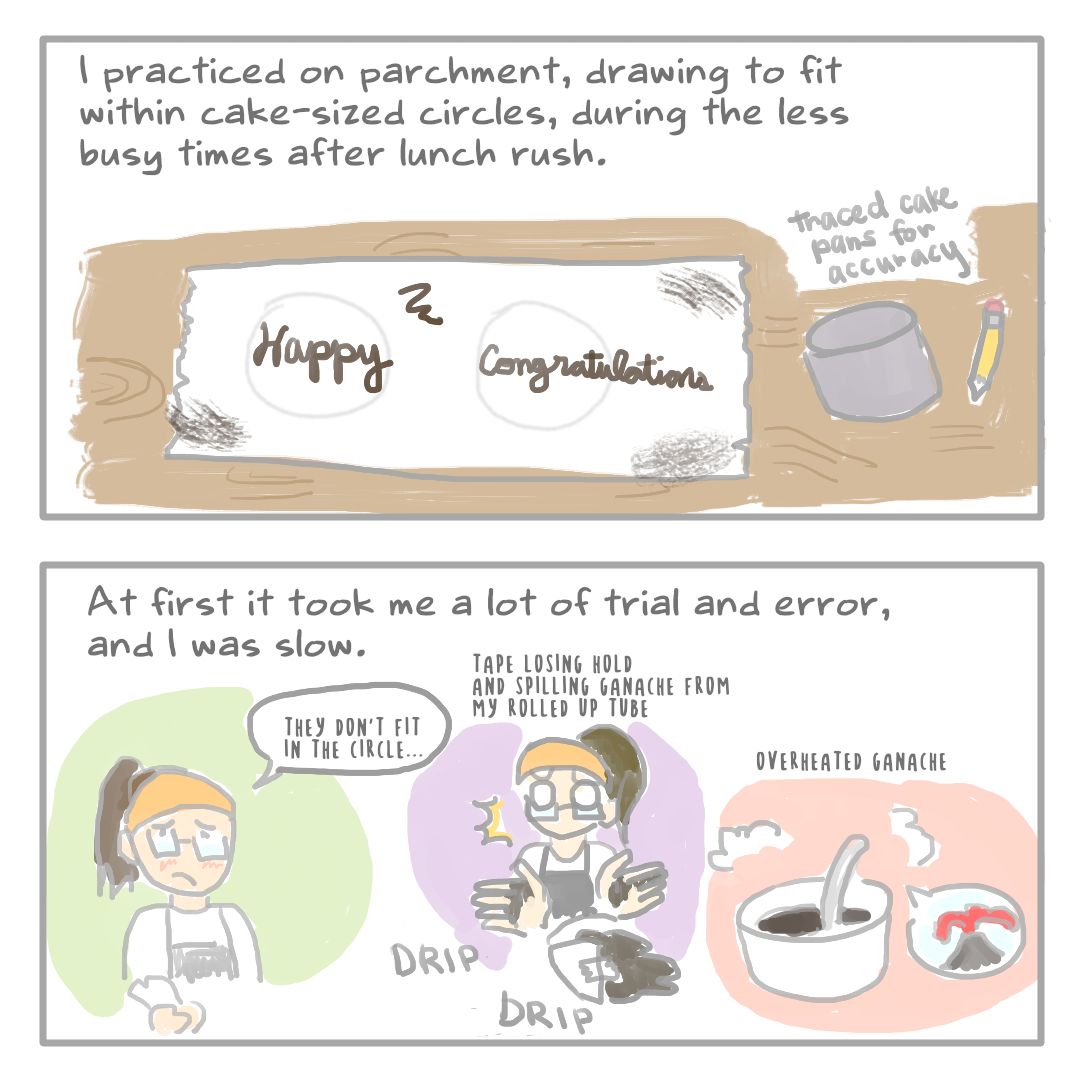 I practiced on parchment, drawing to fit
within cake-sized circles, during the less
busy times after lunch rush.
traced cake
pans for
accuracy
Happy
Congratulations
At first it took me a lot of trial and error,
and I was slow.
TAPE LOSING HOLD
AND SPILLING GANACHE FROM
MY ROLLED UP TUBE
THEY DON'T FIT
IN THE CIRCLE...
OVERHEATED GANACHE
DRIP
DRIP